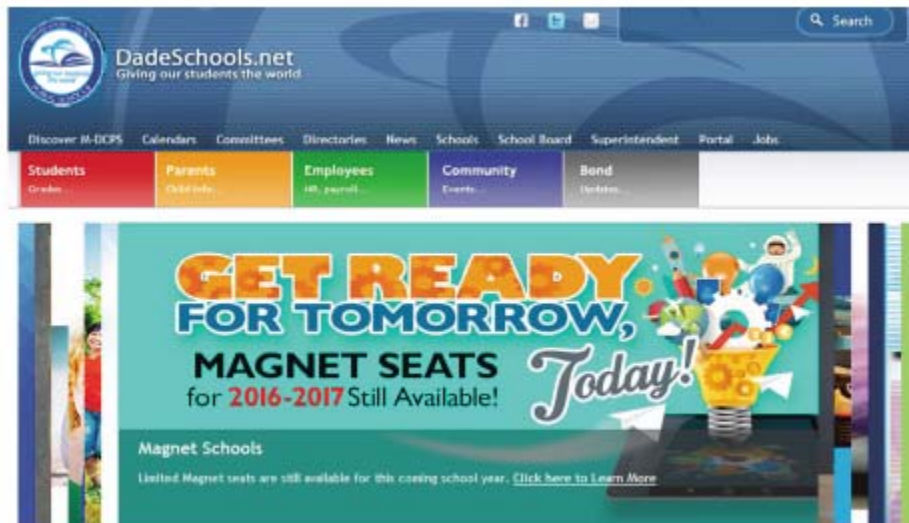 Search
DadeSchools.net
Giving our students the world
Discover M-DCPS Calendars Committees Directories News Schools School Board Superintendent Portal Jobs
Students Parents Employees Community Bond
Grades... Child info... HR, payroll... Events... Updates...
GET READY
FOR TOMORROW,
Today!
MAGNET SEATS
for 2016-2017 Still Available!
Magnet Schools
Limited Magnet seats are still available for this coming school year. Click here to Learn More